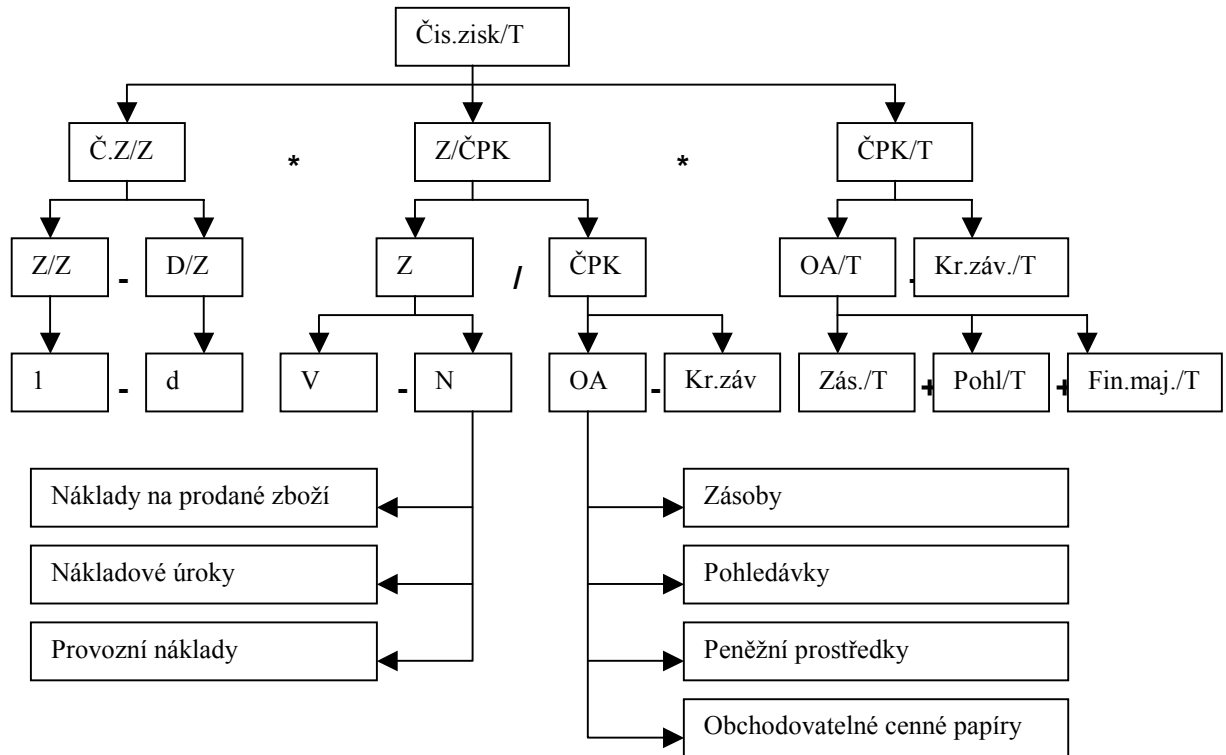 Čis.zisk/T
Č.Z/Z * Z/ČPK * ČPK/T
Z/Z - D/Z Z / ČPK OA/T - Kr.záv./T
1 - d V - N OA - Kr.záv Zás./T + Pohl/T + Fin.maj./T
Náklady na prodané zboží Zásoby
Nákladové úroky Pohledávky
Provozní náklady Peněžní prostředky
Obchodovatelné cenné papíry